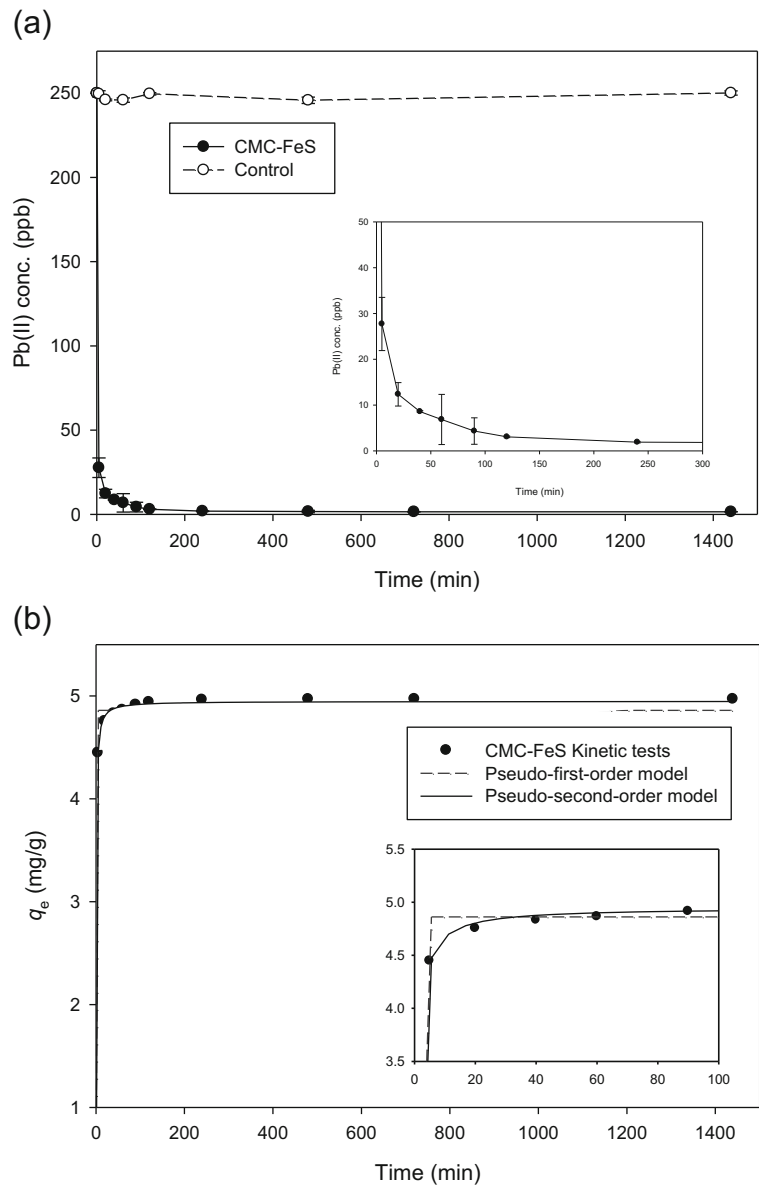 (a)
Pb(II) conc. (ppb)
250
200
150
100
50
0
CMC-FeS
Control
Pb(II) conc. (ppb)
50
40
30
20
10
0
0 50 100 150 200 250 300
Time (min)
0 200 400 600 800 1000 1200 1400
Time (min)
(b)
qe (mg/g)
5
4
3
2
1
CMC-FeS Kinetic tests
Pseudo-first-order model
Pseudo-second-order model
5.5
5.0
4.5
4.0
3.5
0 20 40 60 80 100
0 200 400 600 800 1000 1200 1400
Time (min)